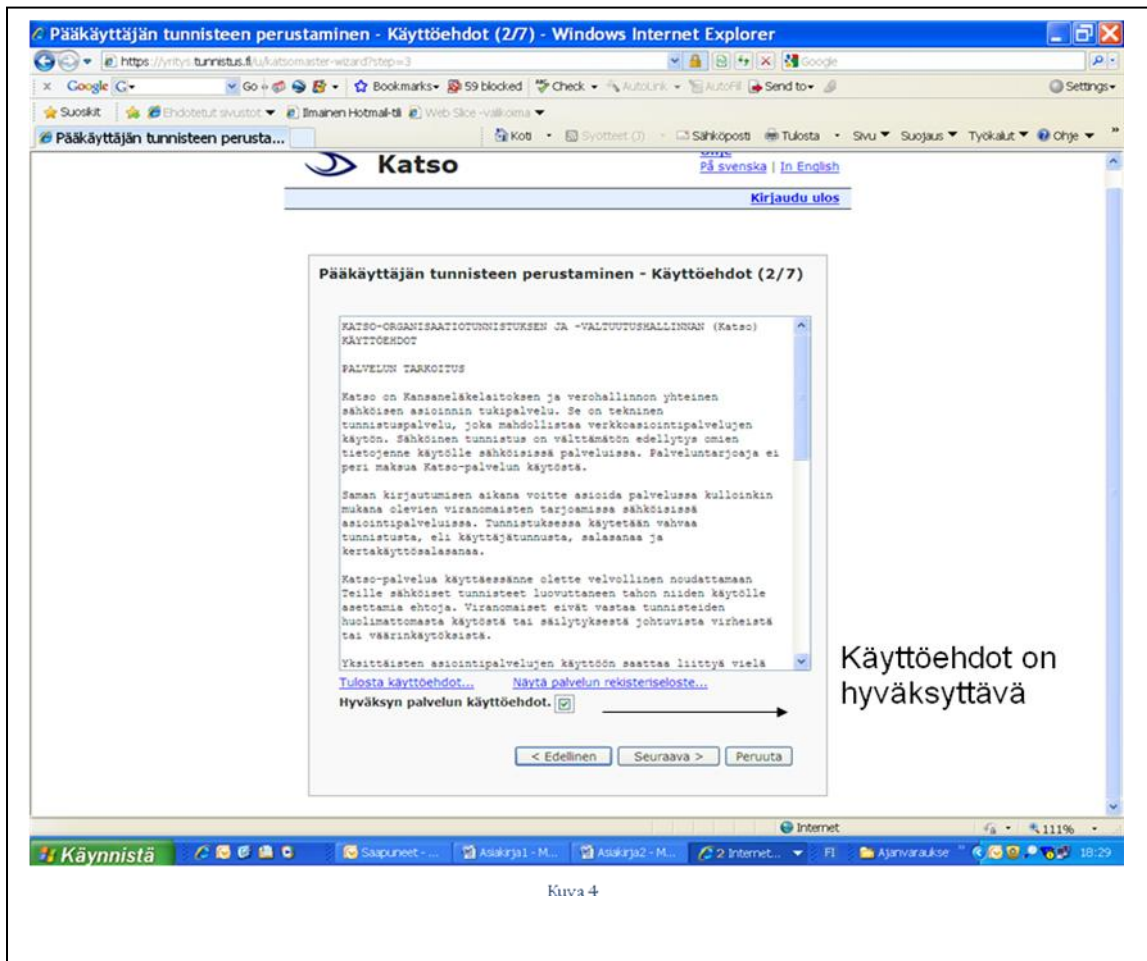 Pääkäyttäjän tunnisteen perustaminen - Käyttöehdot (2/7) - Windows Internet Explorer
https://yritys.tunnistus.fi/u/katsomaster-wizard?step=3
Google
x Google G Go Bookmarks 59 blocked Check AutoLink AutoFill Send to Settings
Suosikit Ehdotetut sivustot Ilmainen Hotmail-tili Web Slice -valikoima
Pääkäyttäjän tunnisteen perusta... Koti Syötteet (J) Sähköposti Tulosta Sivu Suojaus Työkalut Ohje »
Katso
Ohje
På svenska | In English
Kirjaudu ulos
Pääkäyttäjän tunnisteen perustaminen - Käyttöehdot (2/7)
KATSO-ORGANISAATIOTUNNISTUKSEN JA -VALTUUTUSHALLINNAN (Katso)
KÄYTTÖEHDOT
PALVELUN TARKOITUS
Katso on Kansaneläkelaitoksen ja verohallinnon yhteinen
sähköisen asioinnin tukipalvelu. Se on tekninen
tunnistuspalvelu, joka mahdollistaa verkkoasiointipalvelujen
käytön. Sähköinen tunnistus on välttämätön edellytys omien
tietojenne käytölle sähköisissä palveluissa. Palveluntarjoaja ei
peri maksua Katso-palvelun käytöstä.
Saman kirjautumisen aikana voitte asioida palvelussa kulloinkin
mukana olevien viranomaisten tarjoamissa sähköisissä
asiointipalveluissa. Tunnistuksessa käytetään vahvaa
tunnistusta, eli käyttäjätunnusta, salasanaa ja
kertakäyttösalasanaa.
Katso-palvelua käyttäessänne olette velvollinen noudattamaan
Teille sähköiset tunnisteet luovuttaneen tahon niiden käytölle
asettamia ehtoja. Viranomaiset eivät vastaa tunnisteiden
huolimattomasta käytöstä tai säilytyksestä johtuvista virheistä
tai väärinkäytöksistä.
Yksittäisten asiointipalvelujen käyttöön saattaa liittyä vielä
Tulosta käyttöehdot... Näytä palvelun rekisteriseloste...
Hyväksyn palvelun käyttöehdot.
Käyttöehdot on
hyväksyttävä
< Edellinen Seuraava > Peruuta
Internet 111%
Käynnistä Saapuneet - ... Asiakirja1 - M... Asiakirja2 - M... 2 Internet... FI Ajanvaraukse » 18:29
Kuva 4